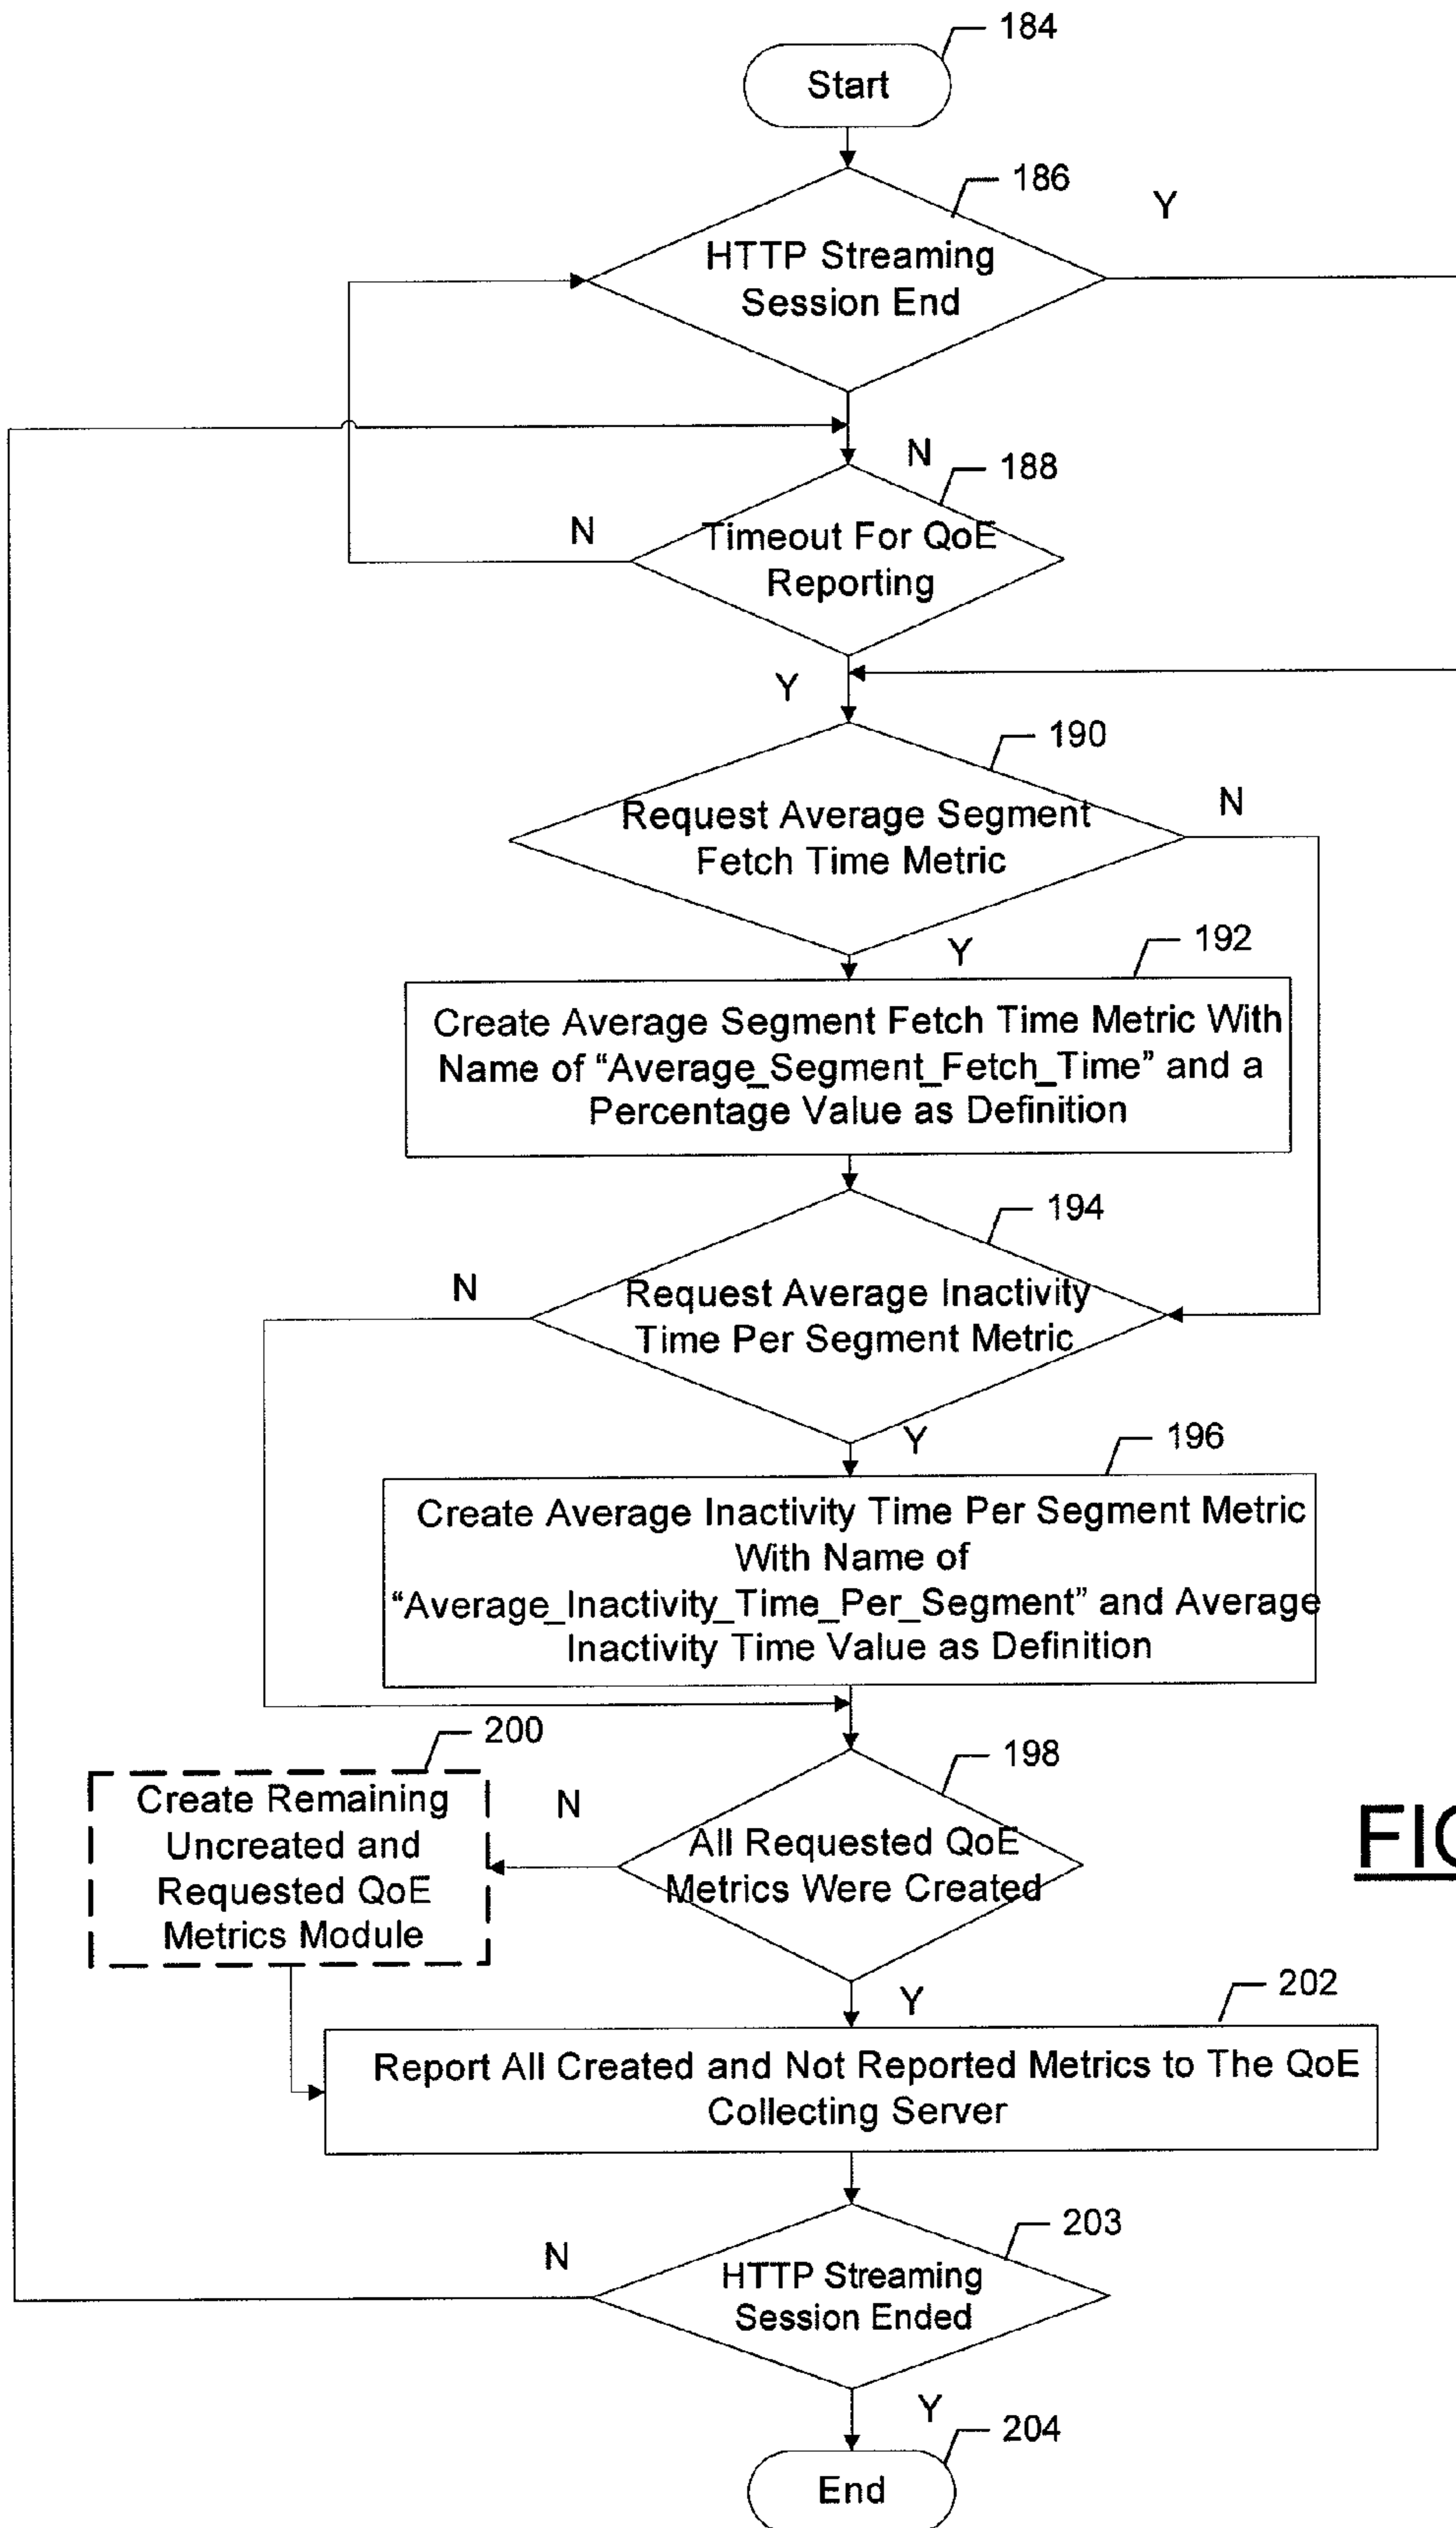 184
Start
186
Y
HTTP Streaming
Session End
N
188
N
Timeout For QoE
Reporting
Y
190
Request Average Segment
Fetch Time Metric
N
Y
192
Create Average Segment Fetch Time Metric With
Name of “Average_Segment_Fetch_Time” and a
Percentage Value as Definition
194
N
Request Average Inactivity
Time Per Segment Metric
Y
196
Create Average Inactivity Time Per Segment Metric
With Name of
“Average_Inactivity_Time_Per_Segment” and Average
Inactivity Time Value as Definition
200
198
Create Remaining
Uncreated and
Requested QoE
Metrics Module
N
All Requested QoE
Metrics Were Created
FIG
Y
202
Report All Created and Not Reported Metrics to The QoE
Collecting Server
203
N
HTTP Streaming
Session Ended
Y
204
End